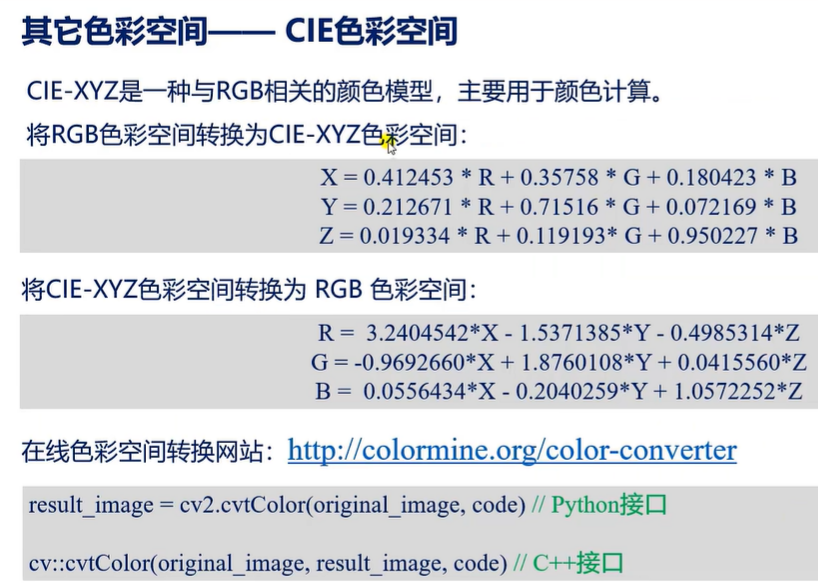 其它色彩空间—— CIE色彩空间
CIE-XYZ是一种与RGB相关的颜色模型，主要用于颜色计算。
将RGB色彩空间转换为CIE-XYZ色彩空间：
X = 0.412453 * R + 0.35758 * G + 0.180423 * B
Y = 0.212671 * R + 0.71516 * G + 0.072169 * B
Z = 0.019334 * R + 0.119193* G + 0.950227 * B
将CIE-XYZ色彩空间转换为 RGB 色彩空间：
R = 3.2404542*X - 1.5371385*Y - 0.4985314*Z
G = -0.9692660*X + 1.8760108*Y + 0.0415560*Z
B = 0.0556434*X - 0.2040259*Y + 1.0572252*Z
在线色彩空间转换网站：http://colormine.org/color-converter
result_image = cv2.cvtColor(original_image, code) // Python接口
cv::cvtColor(original_image, result_image, code) // C++接口